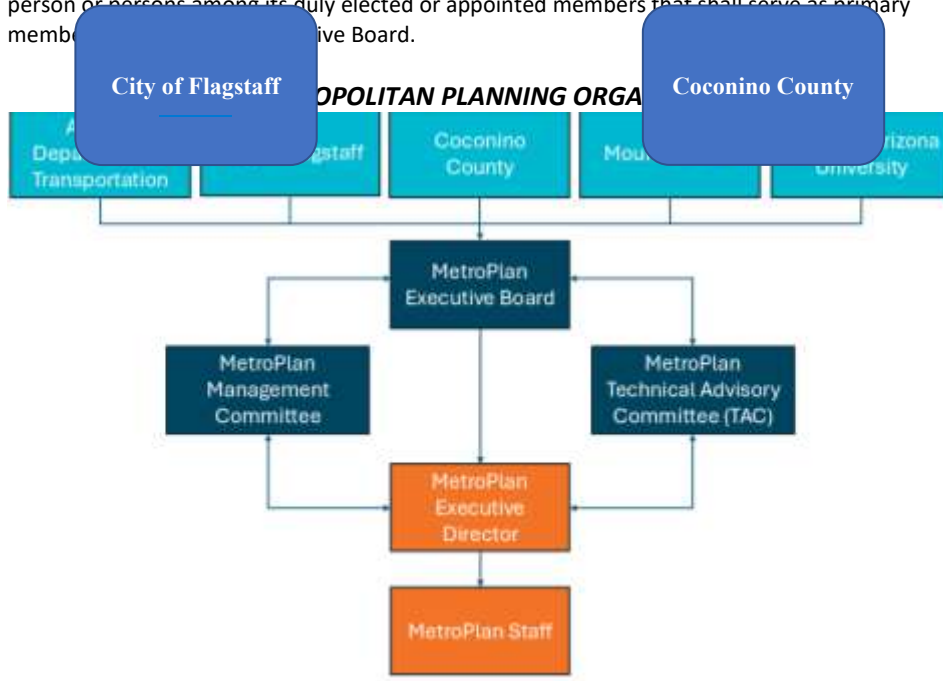 person or persons among its duly elected or appointed members that shall serve as primary
membe ive Board.
City of Flagstaff
OPOLITAN PLANNING ORGA
Coconino County
Depa
Transportation
gstaff
Coconino
County
Mou
rizona
University
MetroPlan
Executive Board
MetroPlan
Management
Committee
MetroPlan
Technical Advisory
Committee (TAC)
MetroPlan
Executive
Director
MetroPlan Staff